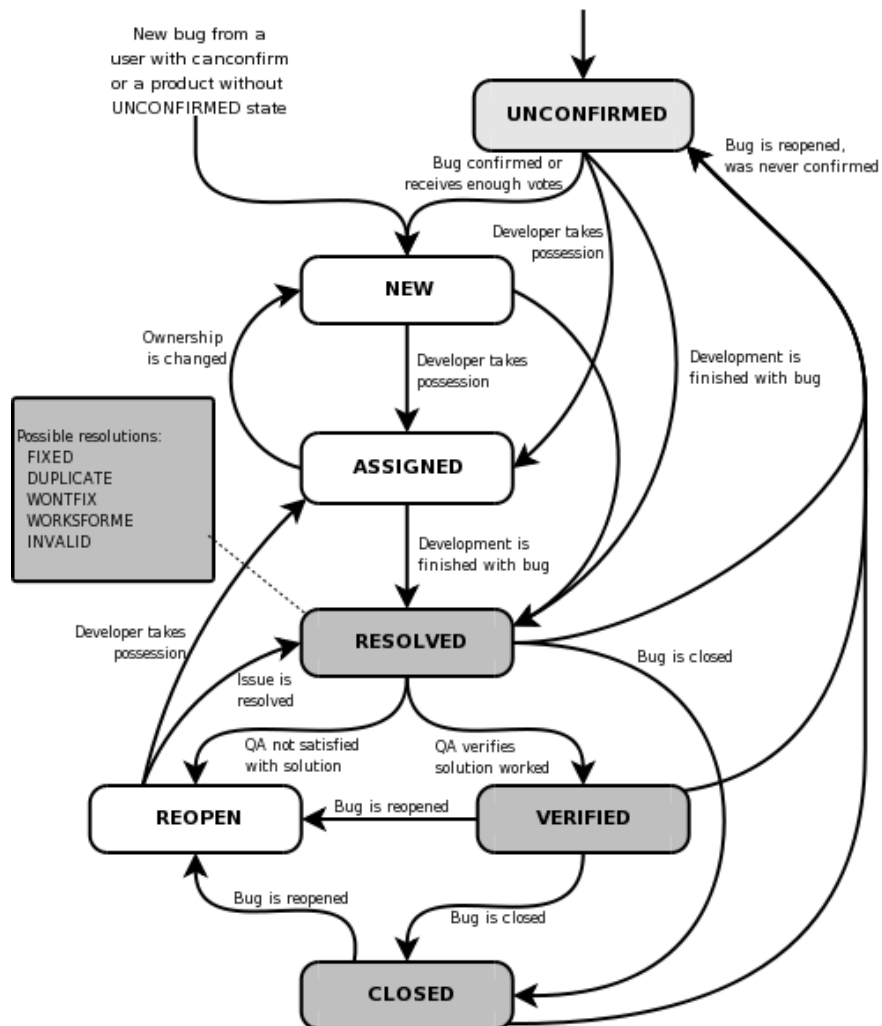 New bug from a
user with canconfirm
or a product without
UNCONFIRMED state
UNCONFIRMED
Bug is reopened,
was never confirmed
Bug confirmed or
receives enough votes
Developer takes
possession
NEW
Ownership
is changed
Developer takes
possession
Development is
finished with bug
Possible resolutions:
FIXED
DUPLICATE
WONTFIX
WORKSFORME
INVALID
ASSIGNED
Development is
finished with bug
RESOLVED
Developer takes
possession
Bug is closed
Issue is
resolved
QA not satisfied
with solution
QA verifies
solution worked
REOPEN
Bug is reopened
VERIFIED
Bug is reopened
Bug is closed
CLOSED